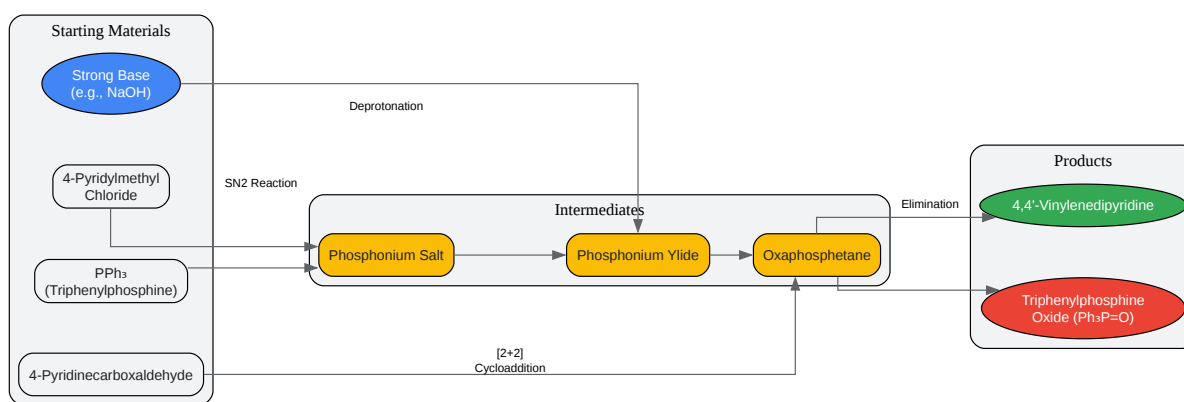 Starting Materials
Strong Base
(e.g., NaOH)
Deprotonation
4-Pyridylmethyl
Chloride
SN2 Reaction
PPh₃
(Triphenylphosphine)
4-Pyridinecarboxaldehyde
Intermediates
Phosphonium Salt
Phosphonium Ylide
Oxaphosphetane
[2+2]
Cycloaddition
Elimination
Products
4,4'-Vinylenedipyridine
Triphenylphosphine
Oxide (Ph₃P=O)